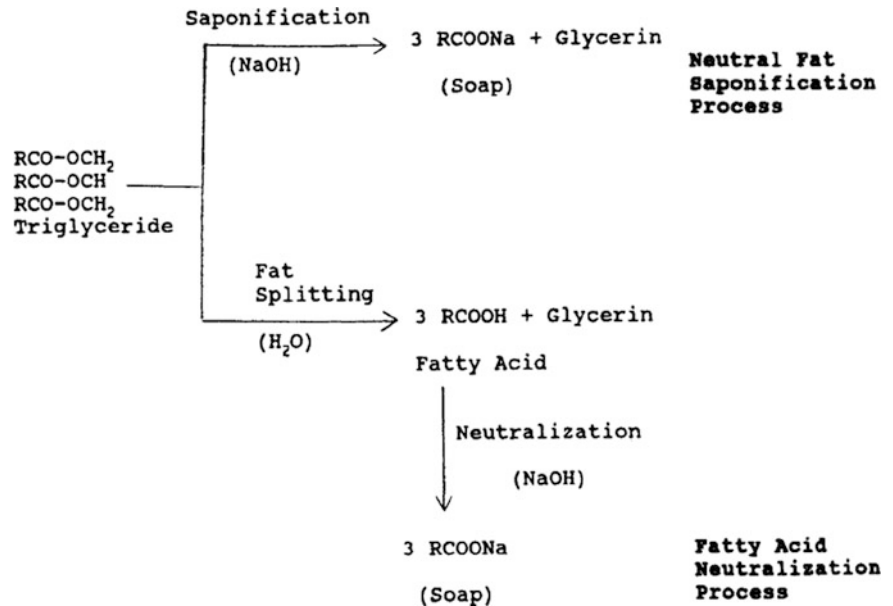 Saponification
(NaOH)
3 RCOONa + Glycerin
(Soap)
Neutral Fat
Saponification
Process
RCO-OCH₂
RCO-OCH
RCO-OCH₂
Triglyceride
Fat
Splitting
(H₂O)
3 RCOOH + Glycerin
Fatty Acid
Neutralization
(NaOH)
3 RCOONa
(Soap)
Fatty Acid
Neutralization
Process